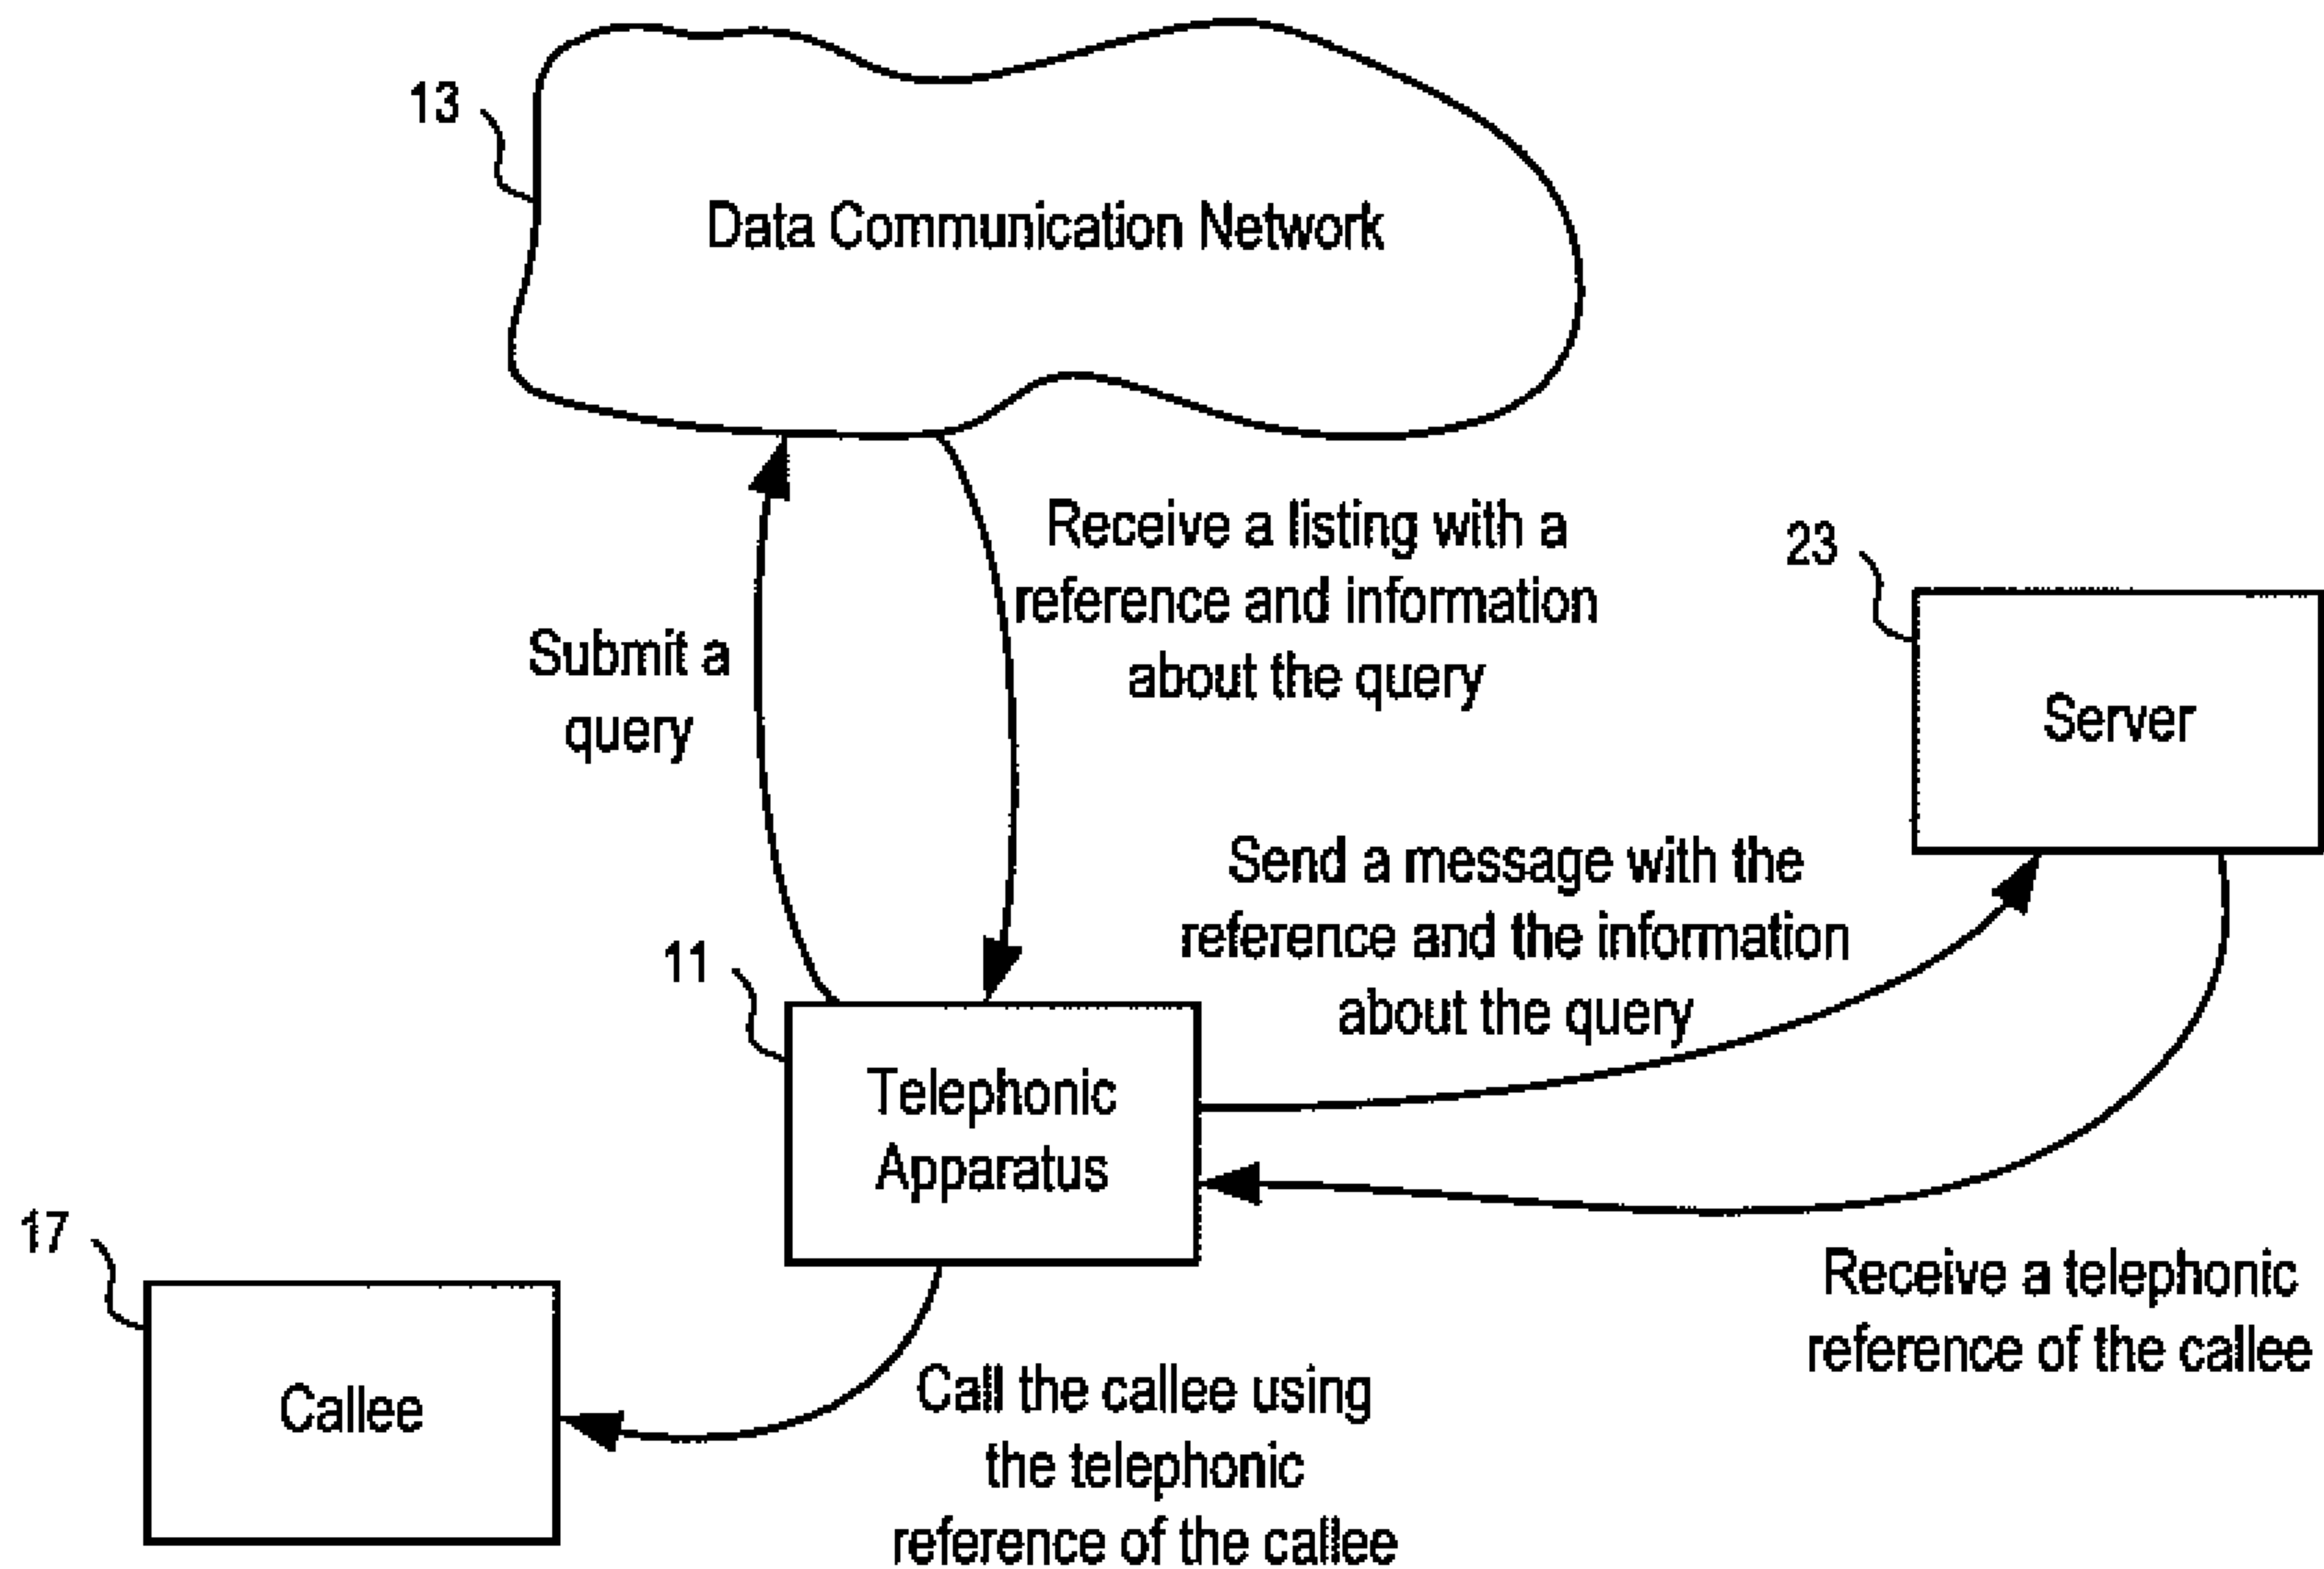 13
Data Communication Network
Receive a listing with a
reference and information
about the query
Submit a
query
23
Server
Send a message with the
reference and the information
about the query
11
Telephonic
Apparatus
17
Callee
Receive a telephonic
reference of the callee
Call the callee using
the telephonic
reference of the callee